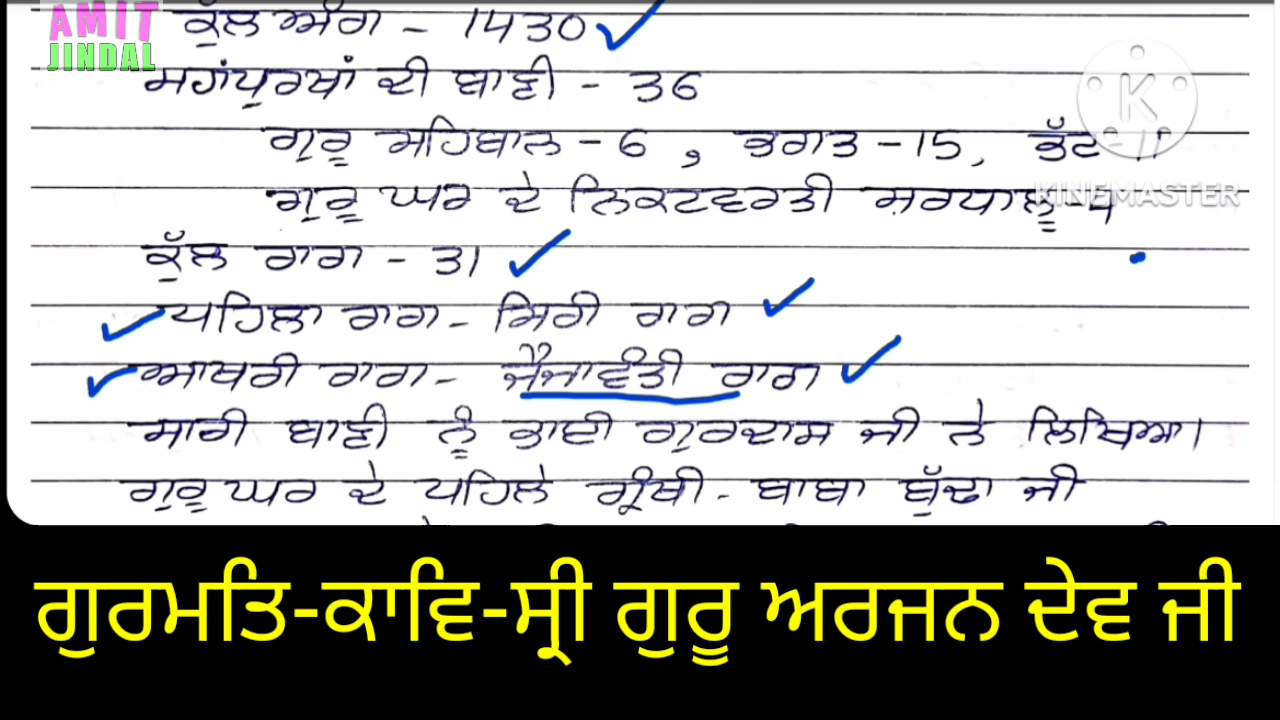 AMIT
JINDAL
ਕੁੱਲ ਅੰਗ - 1430
ਮਹਾਂਪੁਰਖਾਂ ਦੀ ਬਾਣੀ - 36
ਗੁਰੂ ਸਹਿਬਾਨ - 6 , ਭਗਤ - 15, ਭੱਟ - 11
ਗੁਰੂ ਘਰ ਦੇ ਨਿਕਟਵਰਤੀ ਸ਼ਰਧਾਲੂ - 4
KINEMASTER
ਕੁੱਲ ਰਾਗ - 31
ਪਹਿਲਾ ਰਾਗ - ਸਿਰੀ ਰਾਗ
ਆਖਰੀ ਰਾਗ - ਜੈਜਾਵੰਤੀ ਰਾਗ
ਸਾਰੀ ਬਾਣੀ ਨੂੰ ਭਾਈ ਗੁਰਦਾਸ ਜੀ ਨੇ ਲਿਖਿਆ।
ਗੁਰੂ ਘਰ ਦੇ ਪਹਿਲੇ ਗ੍ਰੰਥੀ - ਬਾਬਾ ਬੁੱਢਾ ਜੀ
ਗੁਰਮਤਿ-ਕਾਵਿ-ਸ੍ਰੀ ਗੁਰੂ ਅਰਜਨ ਦੇਵ ਜੀ